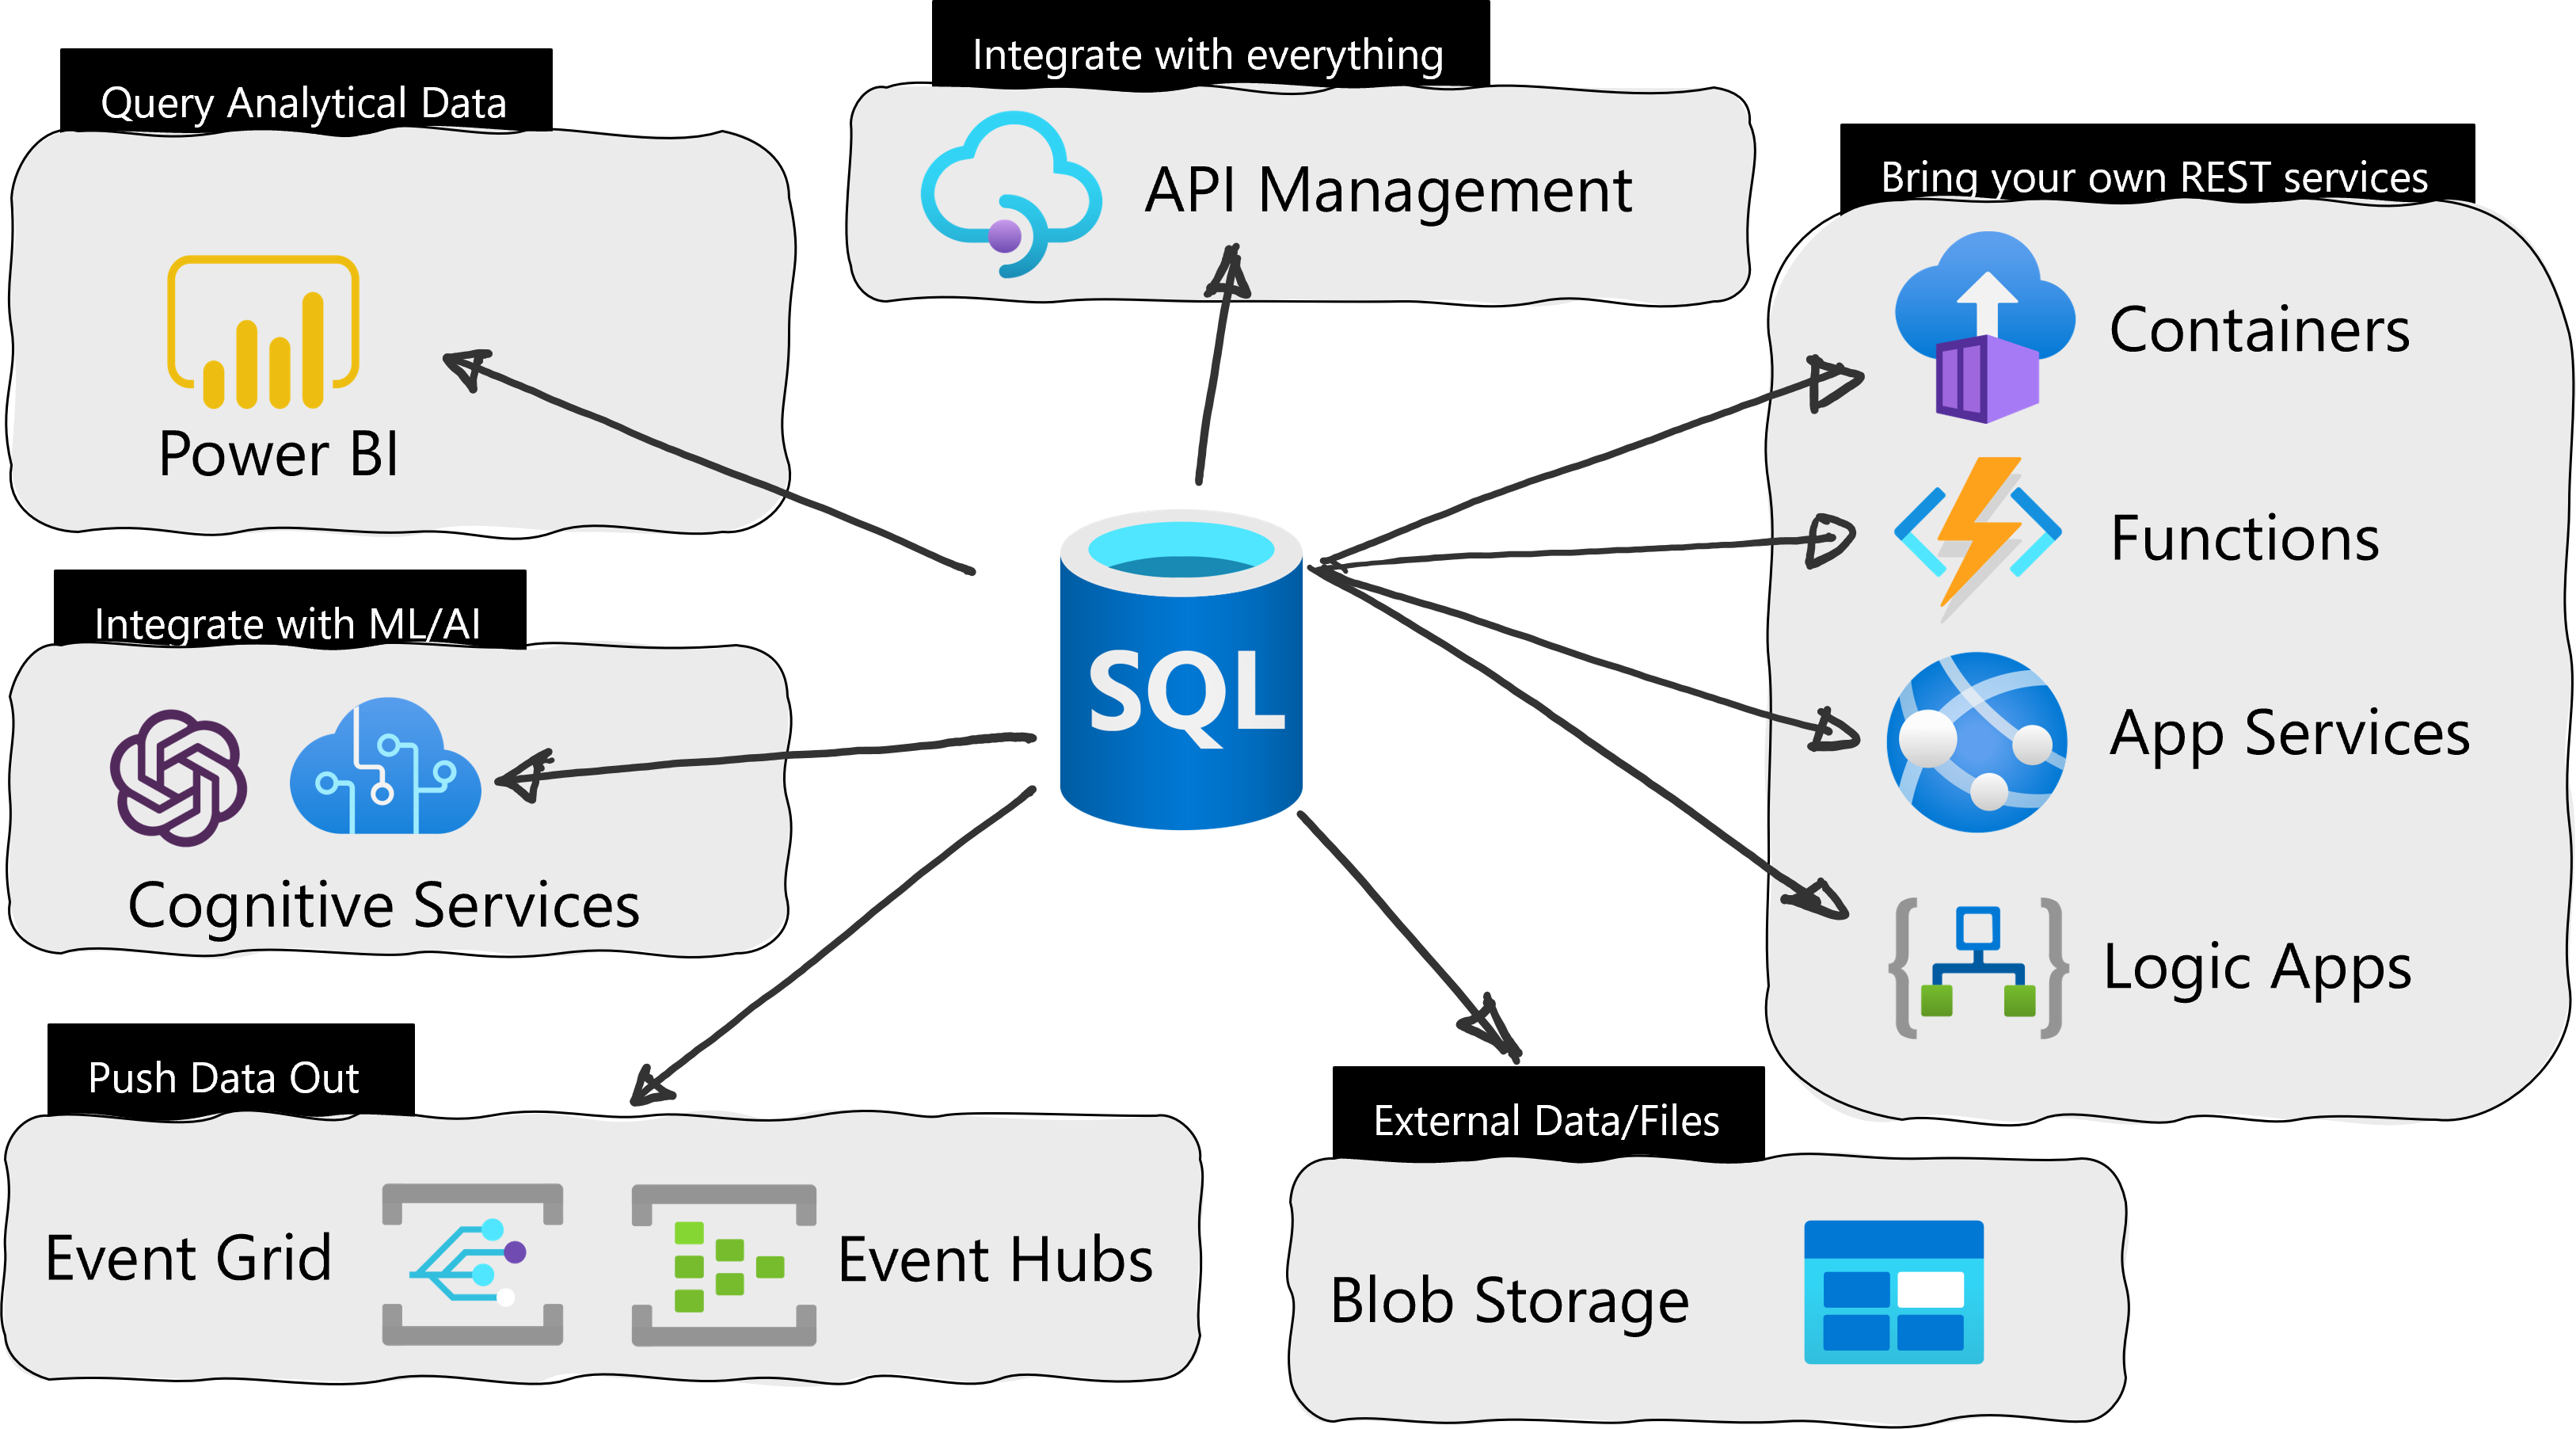 Integrate with everything
API Management
Query Analytical Data
Power BI
Bring your own REST services
Containers
Functions
App Services
Logic Apps
SQL
Integrate with ML/AI
Cognitive Services
Push Data Out
Event Grid
Event Hubs
External Data/Files
Blob Storage